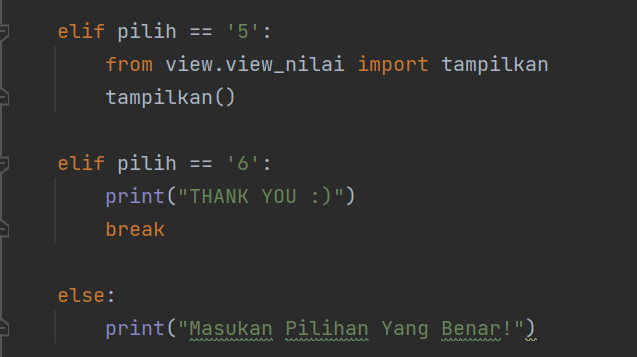 elif pilih == '5':
from view.view_nilai import tampilkan
tampilkan()
elif pilih == '6':
print("THANK YOU :)")
break
else:
print("Masukan Pilihan Yang Benar!")